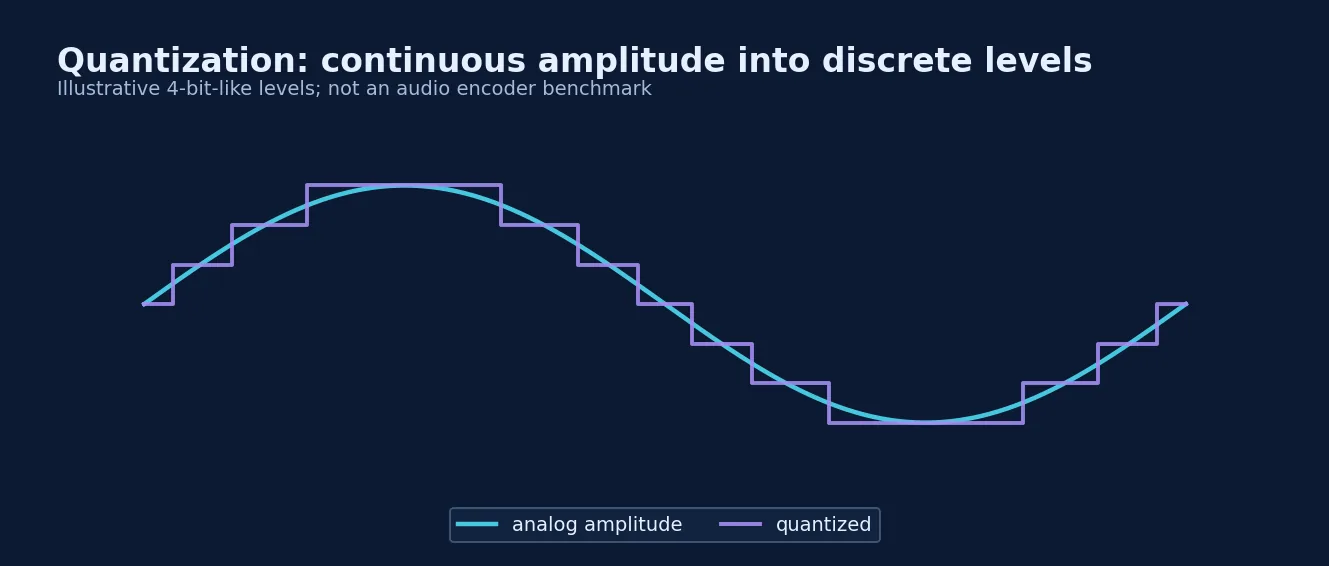 Quantization: continuous amplitude into discrete levels
Illustrative 4-bit-like levels; not an audio encoder benchmark
analog amplitude
quantized